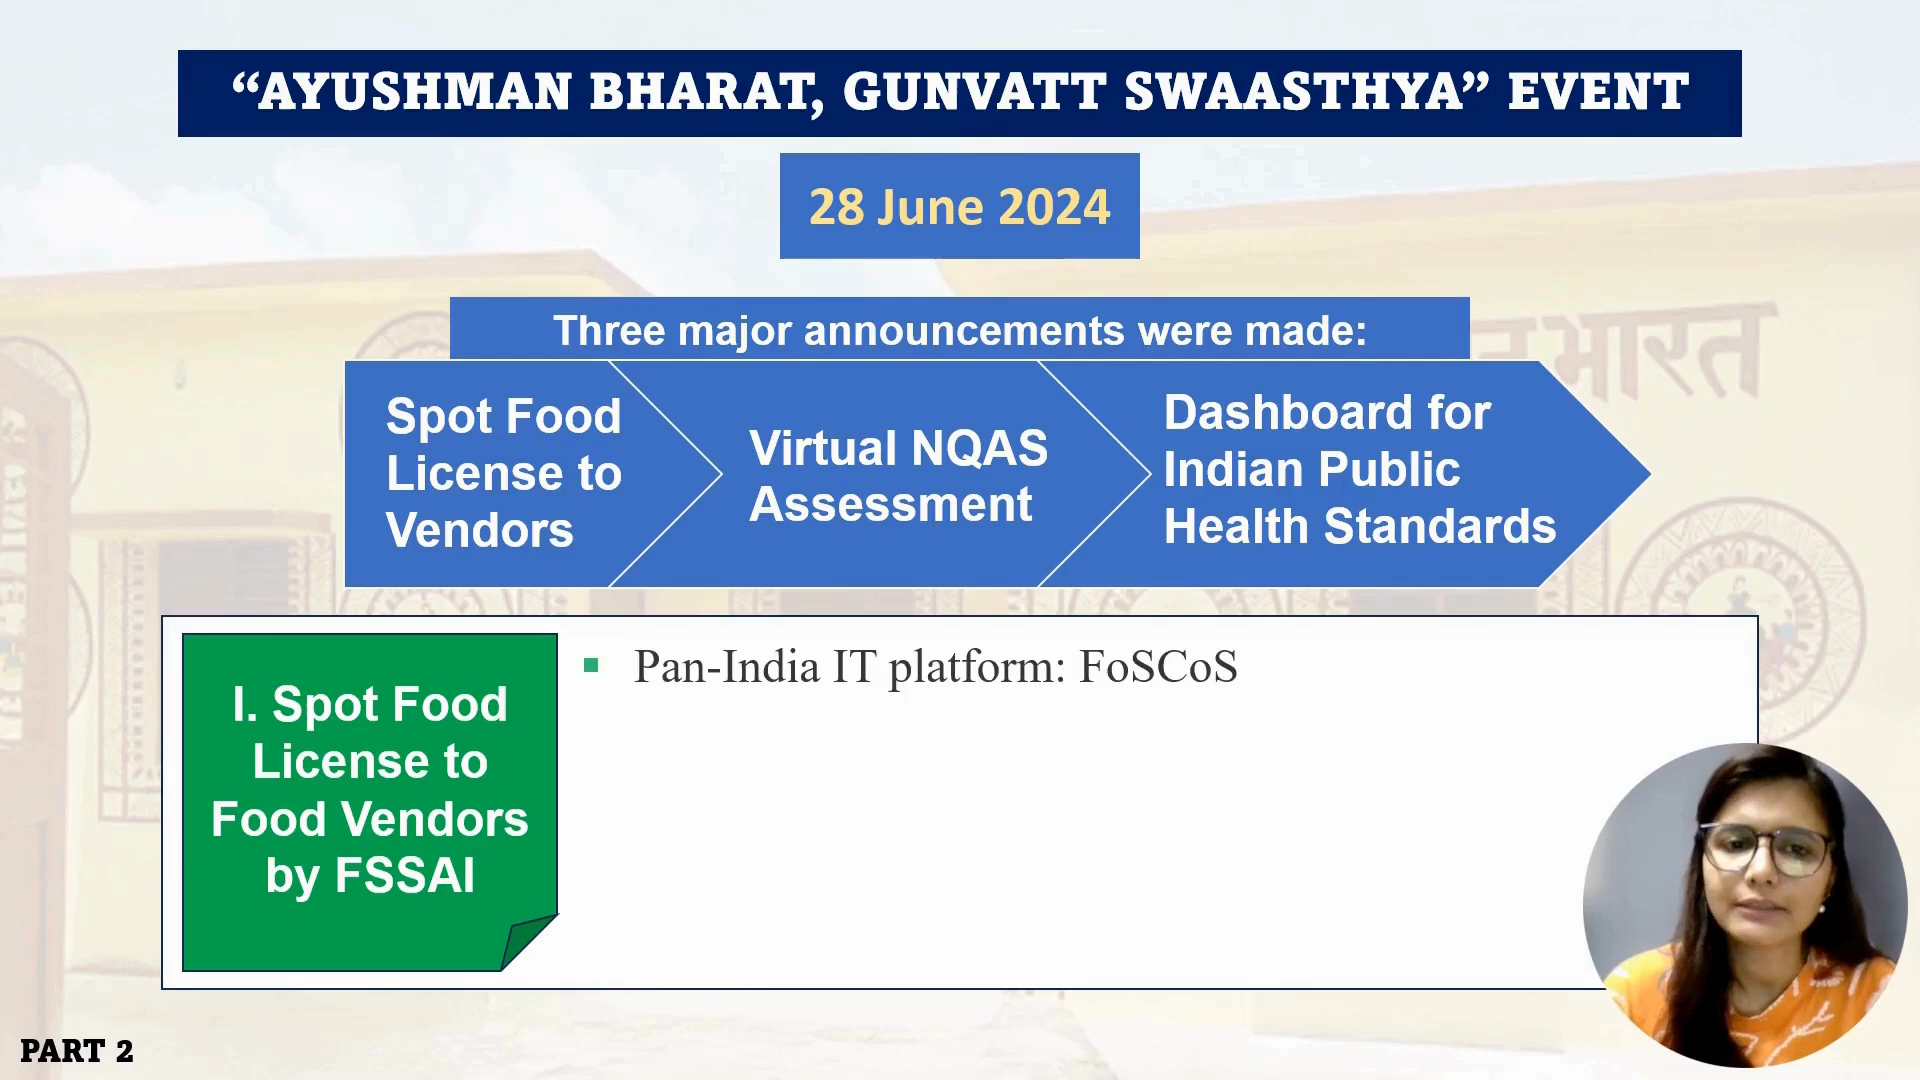 “AYUSHMAN BHARAT, GUNVATT SWAASTHYA” EVENT
28 June 2024
Three major announcements were made:
Spot Food
License to
Vendors
Virtual NQAS
Assessment
Dashboard for
Indian Public
Health Standards
भारत
I. Spot Food
License to
Food Vendors
by FSSAI
▪ Pan-India IT platform: FoSCoS
PART 2